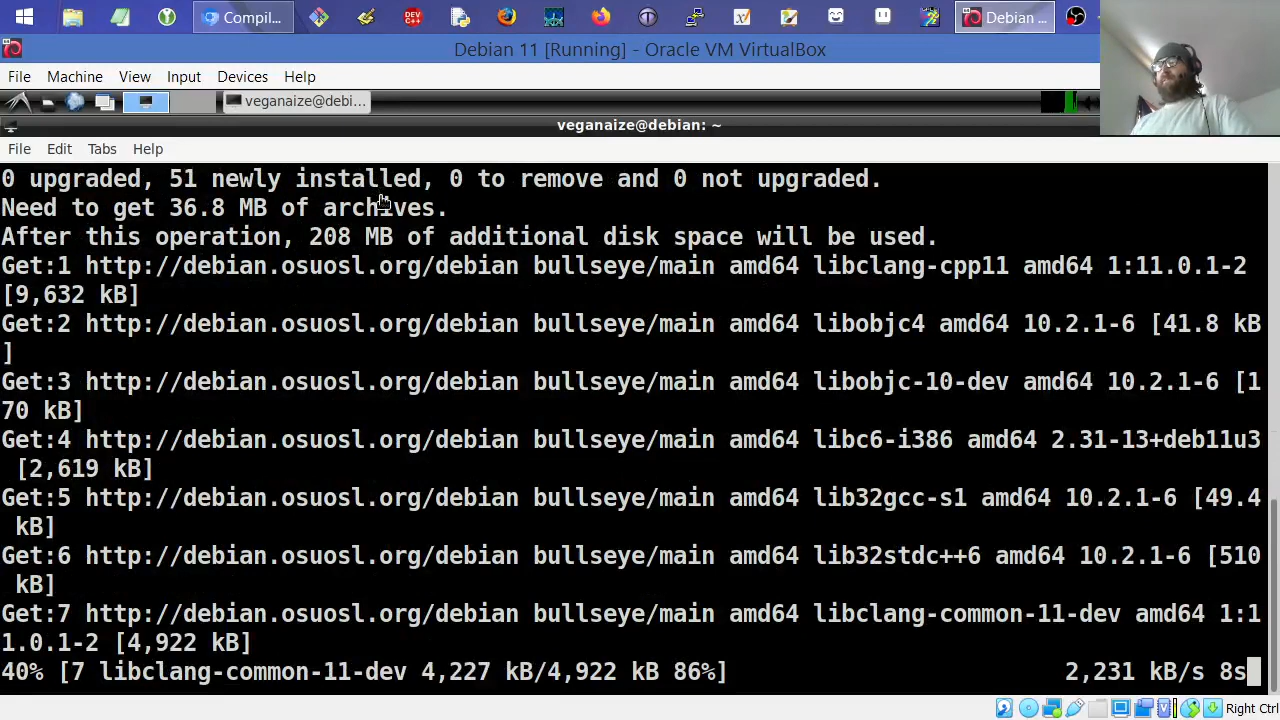 Compil...
Debian ...
Debian 11 [Running] - Oracle VM VirtualBox
File Machine View Input Devices Help
veganaize@debi...
veganaize@debian: ~
File Edit Tabs Help
0 upgraded, 51 newly installed, 0 to remove and 0 not upgraded.
Need to get 36.8 MB of archives.
After this operation, 208 MB of additional disk space will be used.
Get:1 http://debian.osuosl.org/debian bullseye/main amd64 libclang-cpp11 amd64 1:11.0.1-2
[9,632 kB]
Get:2 http://debian.osuosl.org/debian bullseye/main amd64 libobjc4 amd64 10.2.1-6 [41.8 kB
]
Get:3 http://debian.osuosl.org/debian bullseye/main amd64 libobjc-10-dev amd64 10.2.1-6 [1
70 kB]
Get:4 http://debian.osuosl.org/debian bullseye/main amd64 libc6-i386 amd64 2.31-13+deb11u3
[2,619 kB]
Get:5 http://debian.osuosl.org/debian bullseye/main amd64 lib32gcc-s1 amd64 10.2.1-6 [49.4
kB]
Get:6 http://debian.osuosl.org/debian bullseye/main amd64 lib32stdc++6 amd64 10.2.1-6 [510
kB]
Get:7 http://debian.osuosl.org/debian bullseye/main amd64 libclang-common-11-dev amd64 1:1
1.0.1-2 [4,922 kB]
40% [7 libclang-common-11-dev 4,227 kB/4,922 kB 86%] 2,231 kB/s 8s
Right Ctrl